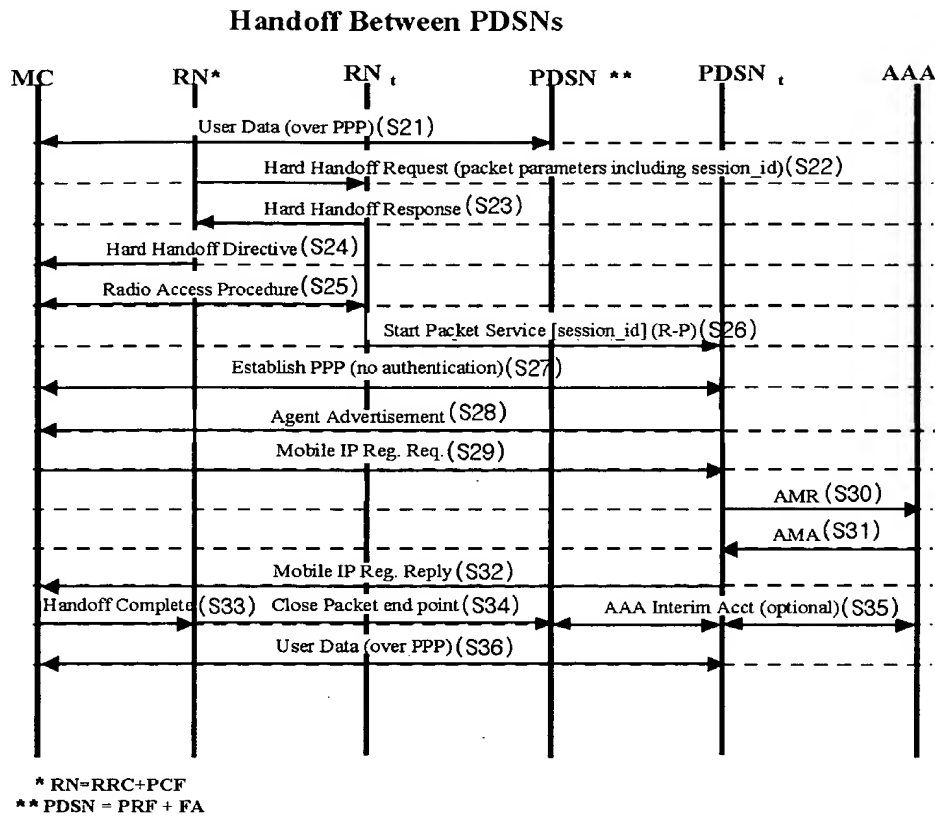 Handoff Between PDSNs
MC RN* RN t PDSN ** PDSN t AAA
User Data (over PPP)(S21)
Hard Handoff Request (packet parameters including session_id)(S22)
Hard Handoff Response(S23)
Hard Handoff Directive(S24)
Radio Access Procedure(S25)
Start Packet Service [session_id] (R-P)(S26)
Establish PPP (no authentication)(S27)
Agent Advertisement(S28)
Mobile IP Reg. Req.(S29)
AMR(S30)
AMA(S31)
Mobile IP Reg. Reply(S32)
Handoff Complete(S33) Close Packet end point(S34) AAA Interim Acct (optional)(S35)
User Data (over PPP)(S36)
* RN=RRC+PCF
** PDSN = PRF + FA